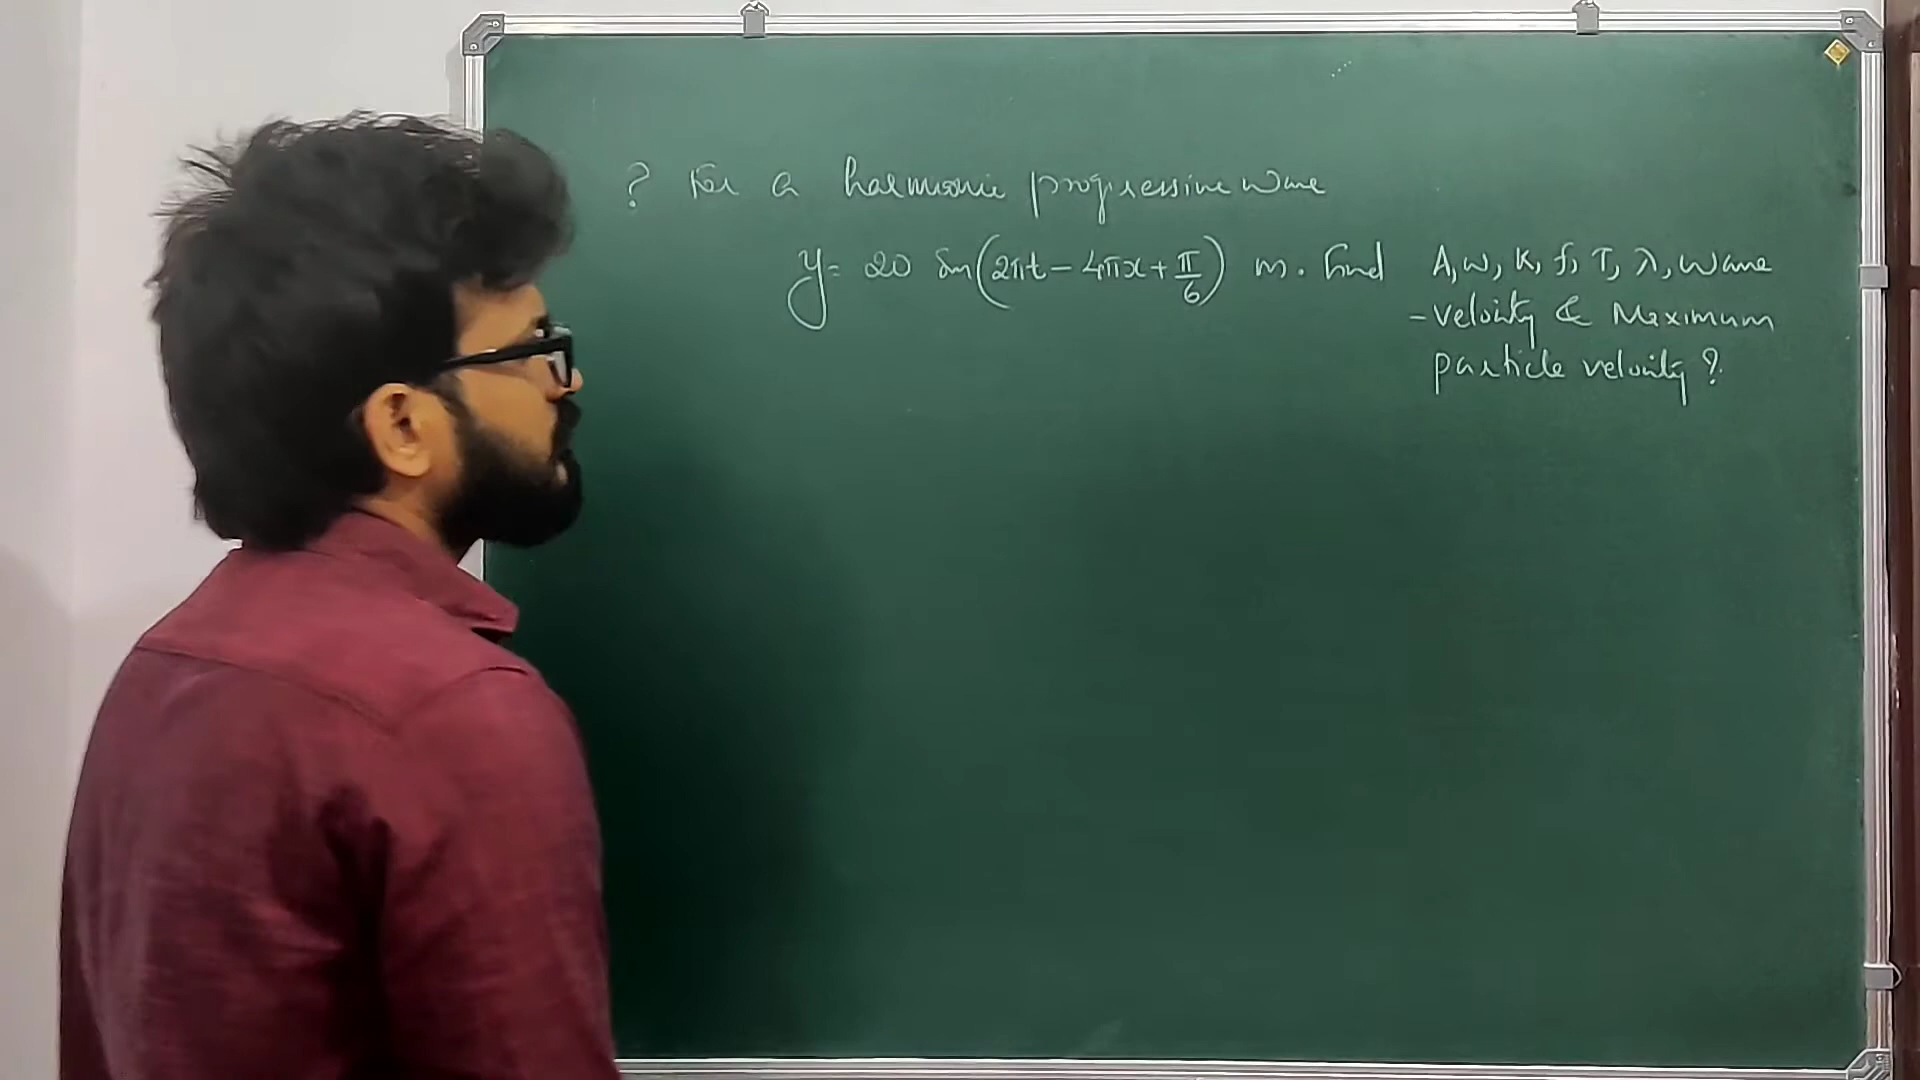 ? For a harmonic progressive wave
y = 20 sin(2πt - 4πx + π/6) m. Find A, ω, K, f, T, λ, wave
- velocity & Maximum
particle velocity ?